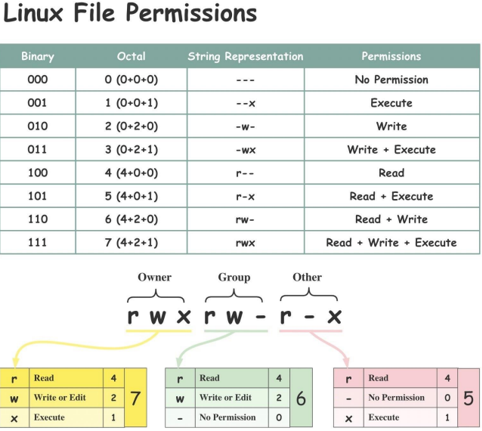 Linux File Permissions
Binary Octal String Representation Permissions
000 0 (0+0+0) --- No Permission
001 1 (0+0+1) --x Execute
010 2 (0+2+0) -w- Write
011 3 (0+2+1) -wx Write + Execute
100 4 (4+0+0) r-- Read
101 5 (4+0+1) r-x Read + Execute
110 6 (4+2+0) rw- Read + Write
111 7 (4+2+1) rwx Read + Write + Execute
Owner Group Other
r w x r w - r - x
r Read 4
w Write or Edit 2
x Execute 1
7
r Read 4
w Write or Edit 2
- No Permission 0
6
r Read 4
- No Permission 0
x Execute 1
5